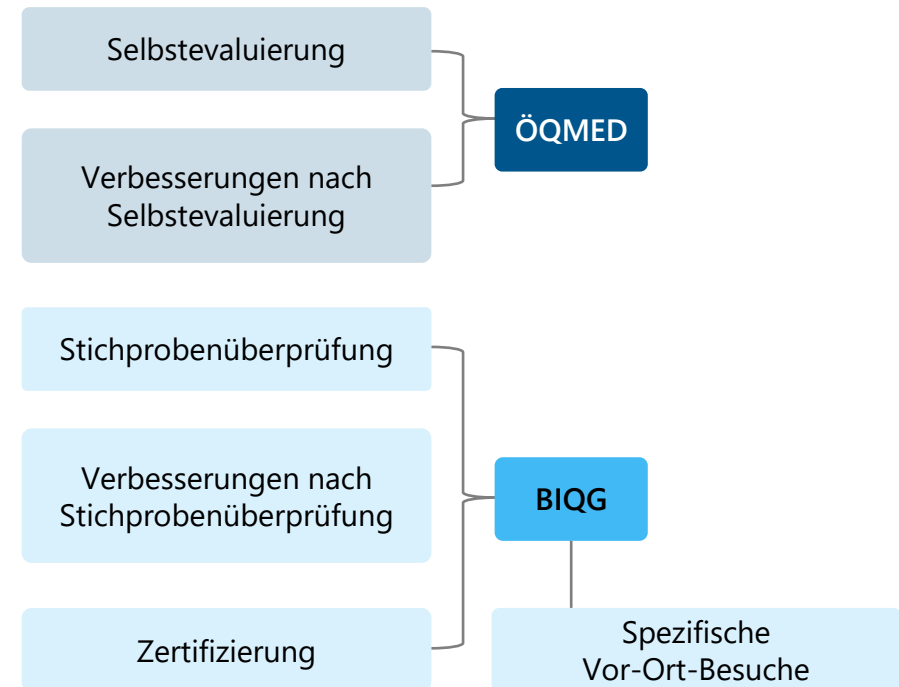 Selbstevaluierung
ÖQMED
Verbesserungen nach
Selbstevaluierung
Stichprobenüberprüfung
Verbesserungen nach
Stichprobenüberprüfung
BIQG
Zertifizierung
Spezifische
Vor-Ort-Besuche